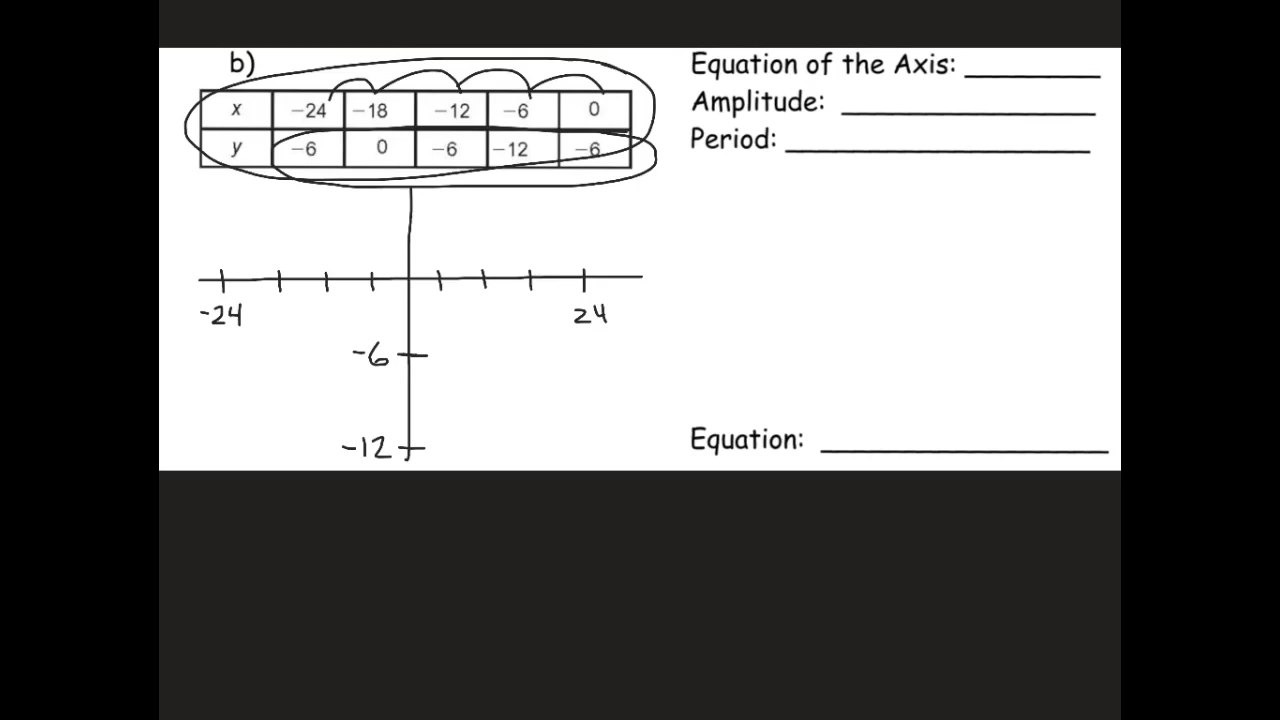 b)
x −24 −18 −12 −6 0
y −6 0 −6 −12 −6
Equation of the Axis:
Amplitude:
Period:
-24 24
-6
-12
Equation: